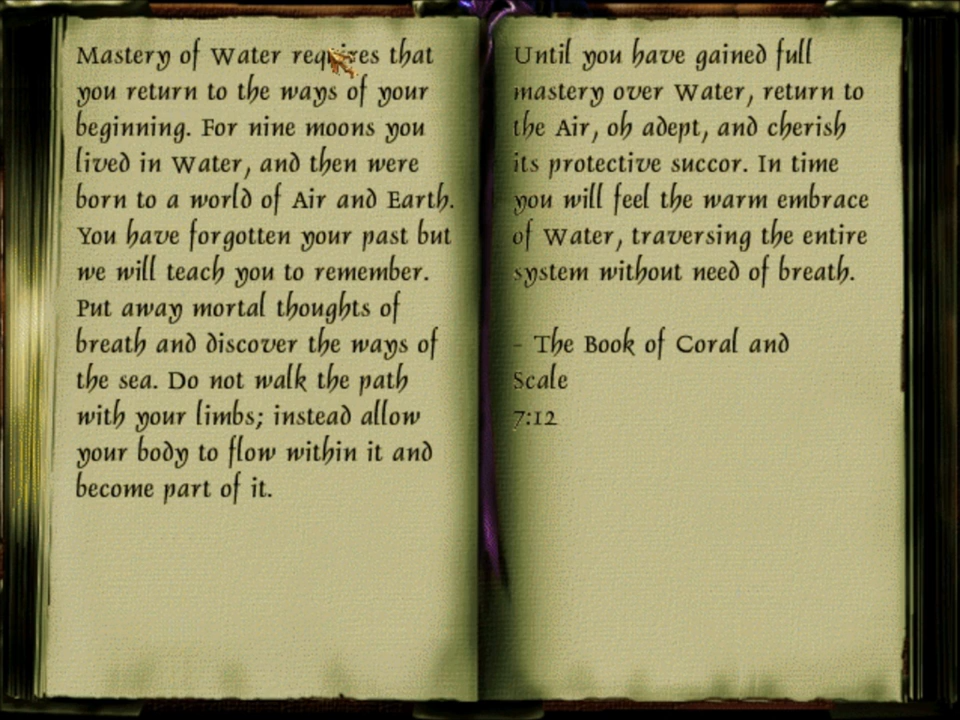 Mastery of Water requires that
you return to the ways of your
beginning. For nine moons you
lived in Water, and then were
born to a world of Air and Earth.
You have forgotten your past but
we will teach you to remember.
Put away mortal thoughts of
breath and discover the ways of
the sea. Do not walk the path
with your limbs; instead allow
your body to flow within it and
become part of it.
Until you have gained full
mastery over Water, return to
the Air, oh adept, and cherish
its protective succor. In time
you will feel the warm embrace
of Water, traversing the entire
system without need of breath.
- The Book of Coral and
Scale
7:12